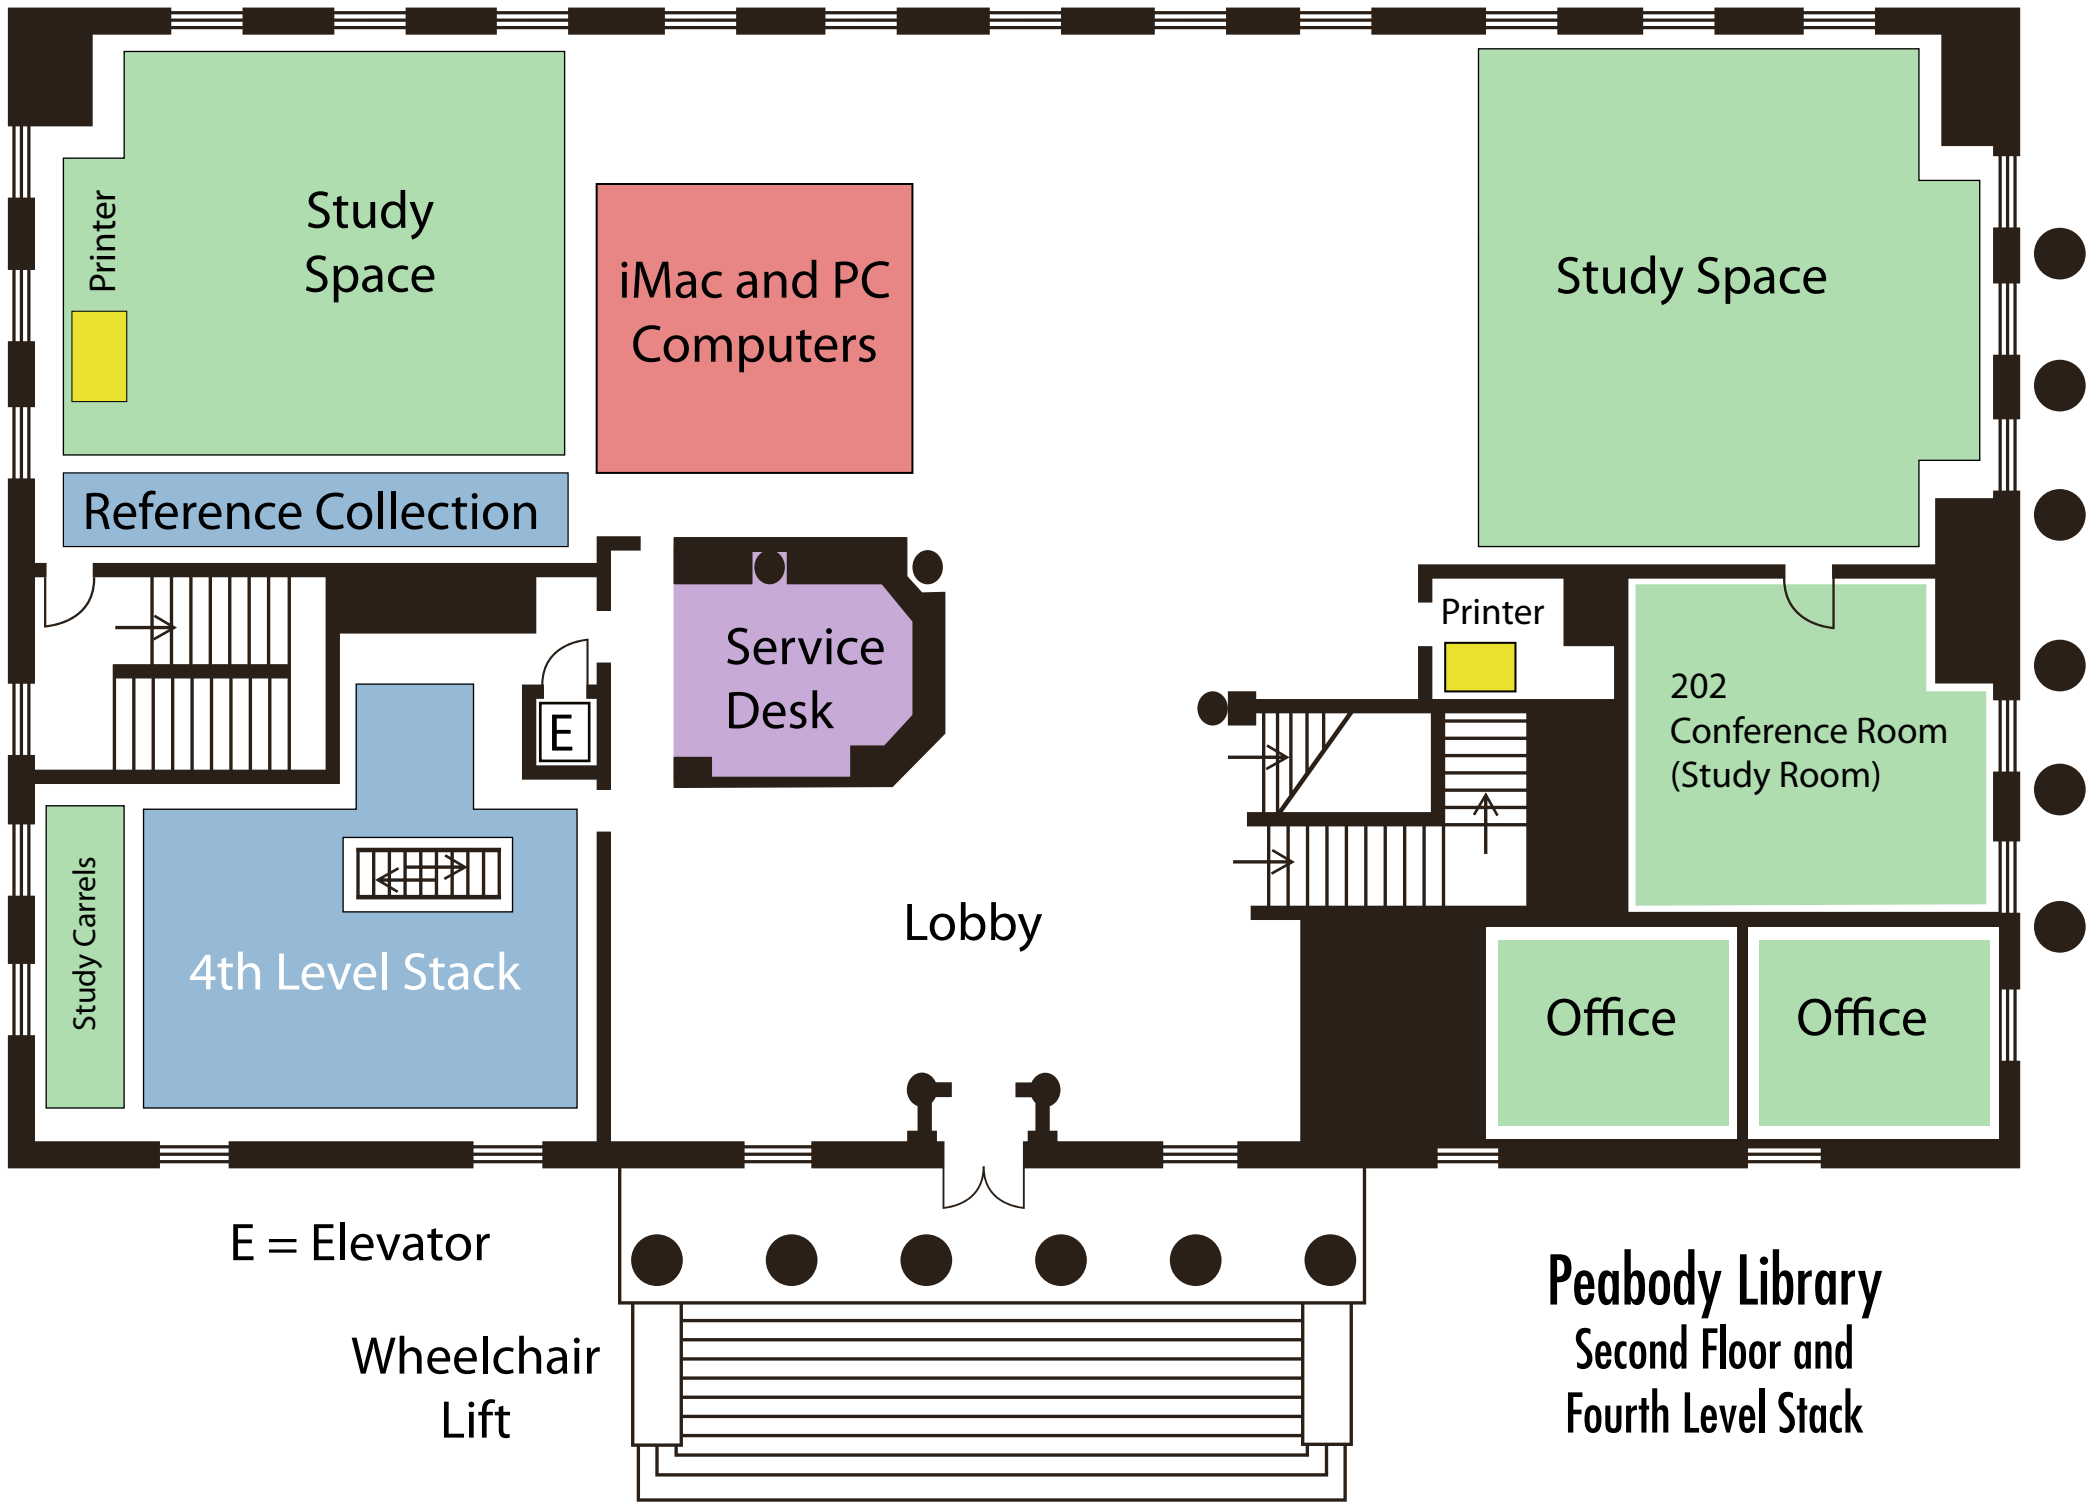 Printer
Study
Space
iMac and PC
Computers
Study Space
Reference Collection
Printer
Service
Desk
E
202
Conference Room
(Study Room)
Study Carrels
4th Level Stack
Lobby
Office
Office
E = Elevator
Wheelchair
Lift
Peabody Library
Second Floor and
Fourth Level Stack